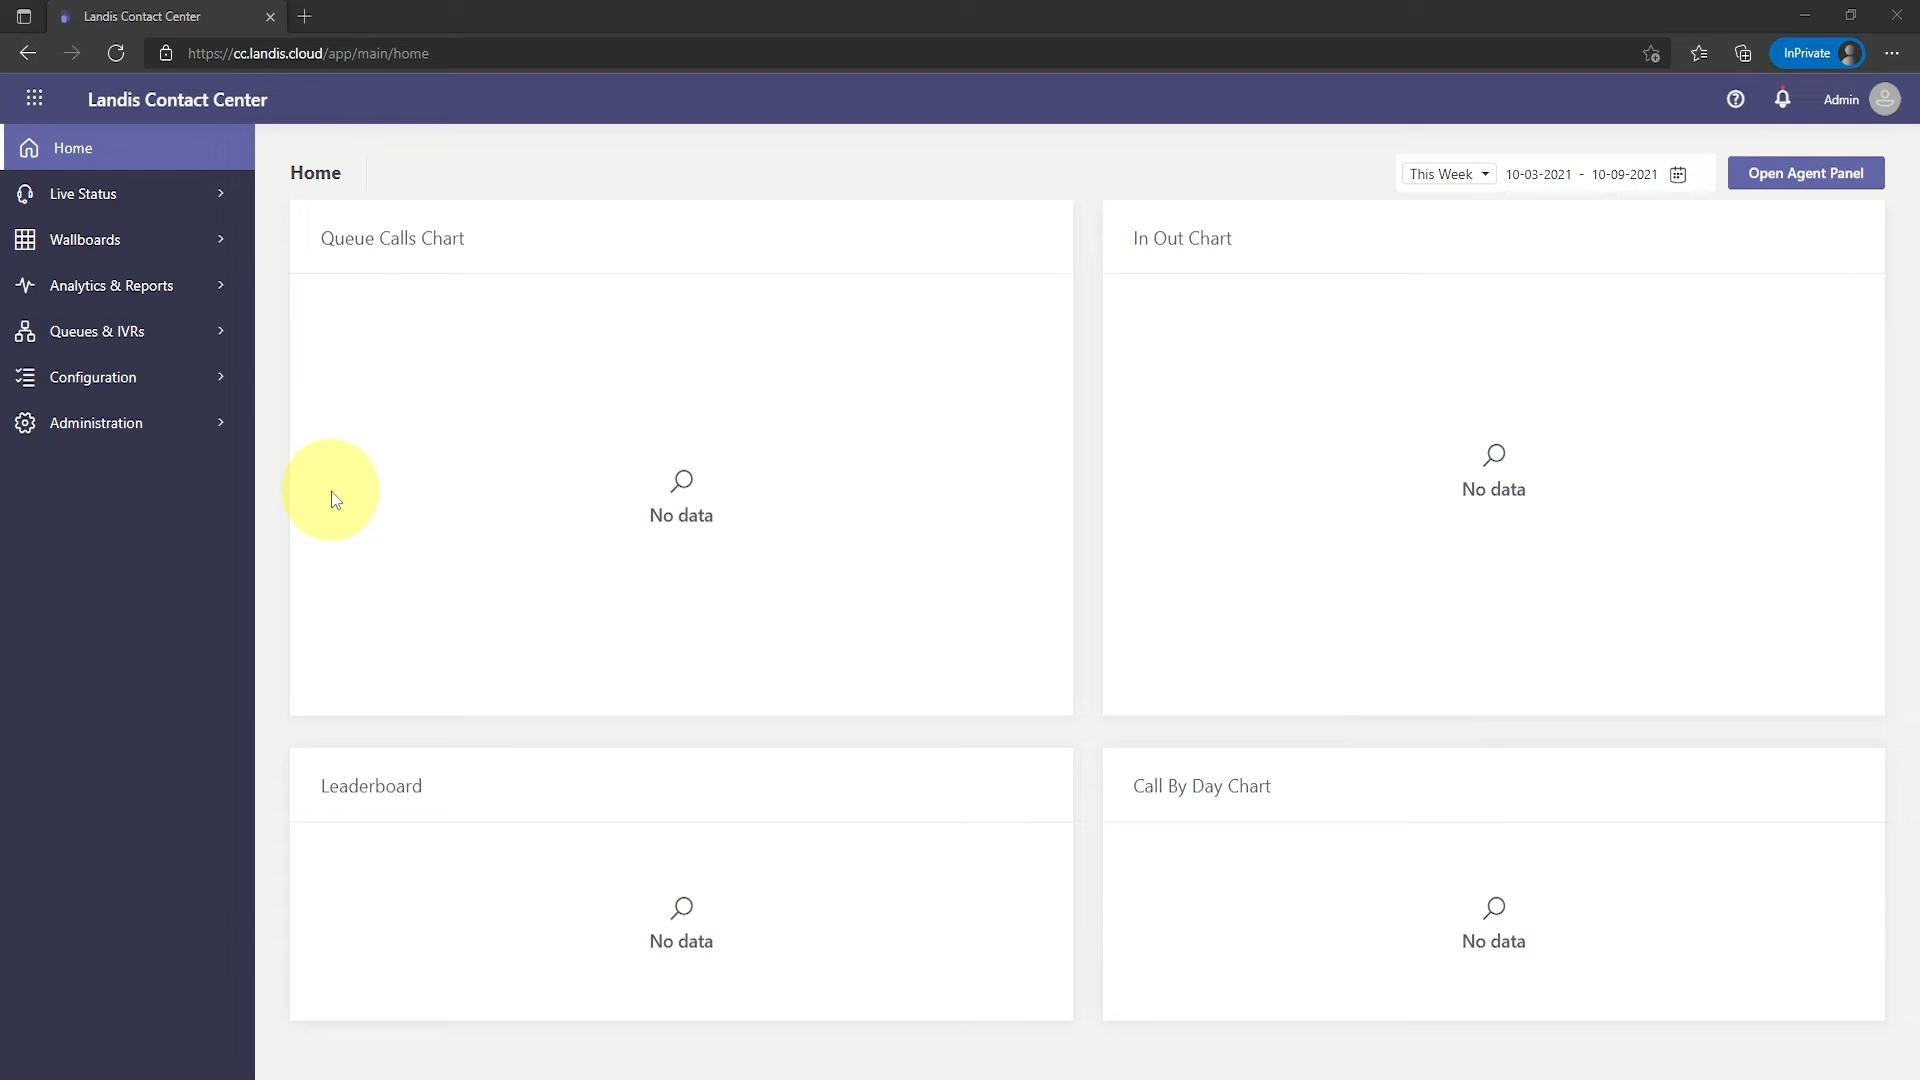 Landis Contact Center
https://cc.landis.cloud/app/main/home
InPrivate
Landis Contact Center
Admin
Home
Live Status
Wallboards
Analytics & Reports
Queues & IVRs
Configuration
Administration
Home
This Week
10-03-2021 - 10-09-2021
Open Agent Panel
Queue Calls Chart
No data
In Out Chart
No data
Leaderboard
No data
Call By Day Chart
No data